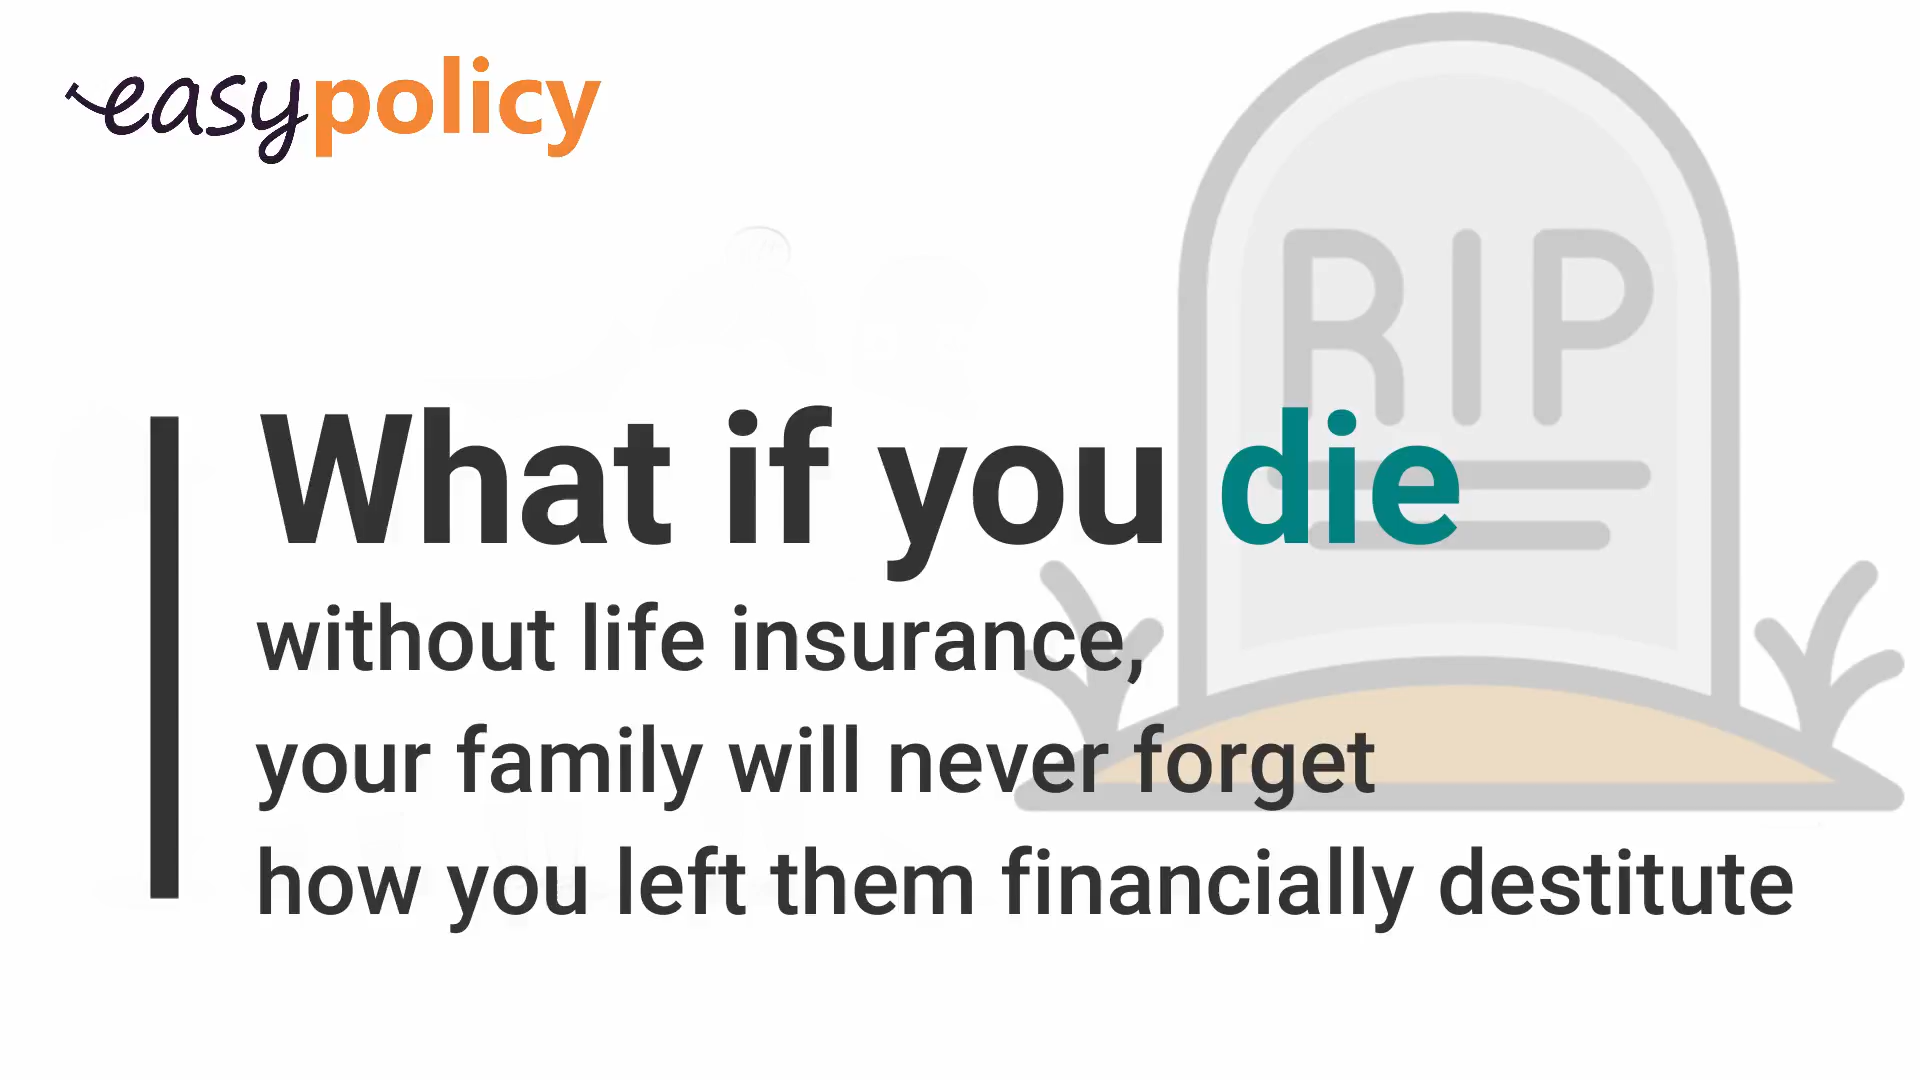 easypolicy
RIP
What if you die
without life insurance,
your family will never forget
how you left them financially destitute